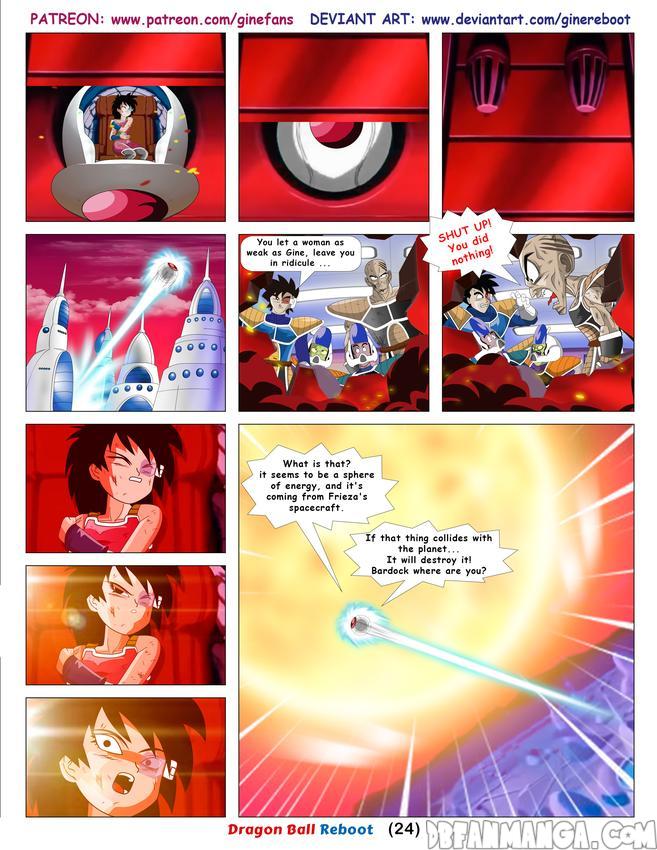 PATREON: www.patreon.com/ginefans DEVIANT ART: www.deviantart.com/ginereboot
You let a woman as
weak as Gine, leave you
in ridicule ...
SHUT UP!
You did
nothing!
What is that?
it seems to be a sphere
of energy, and it's
coming from Frieza's
spacecraft.
If that thing collides with
the planet...
It will destroy it!
Bardock where are you?
Dragon Ball Reboot (24) DBFANMANGA.COM